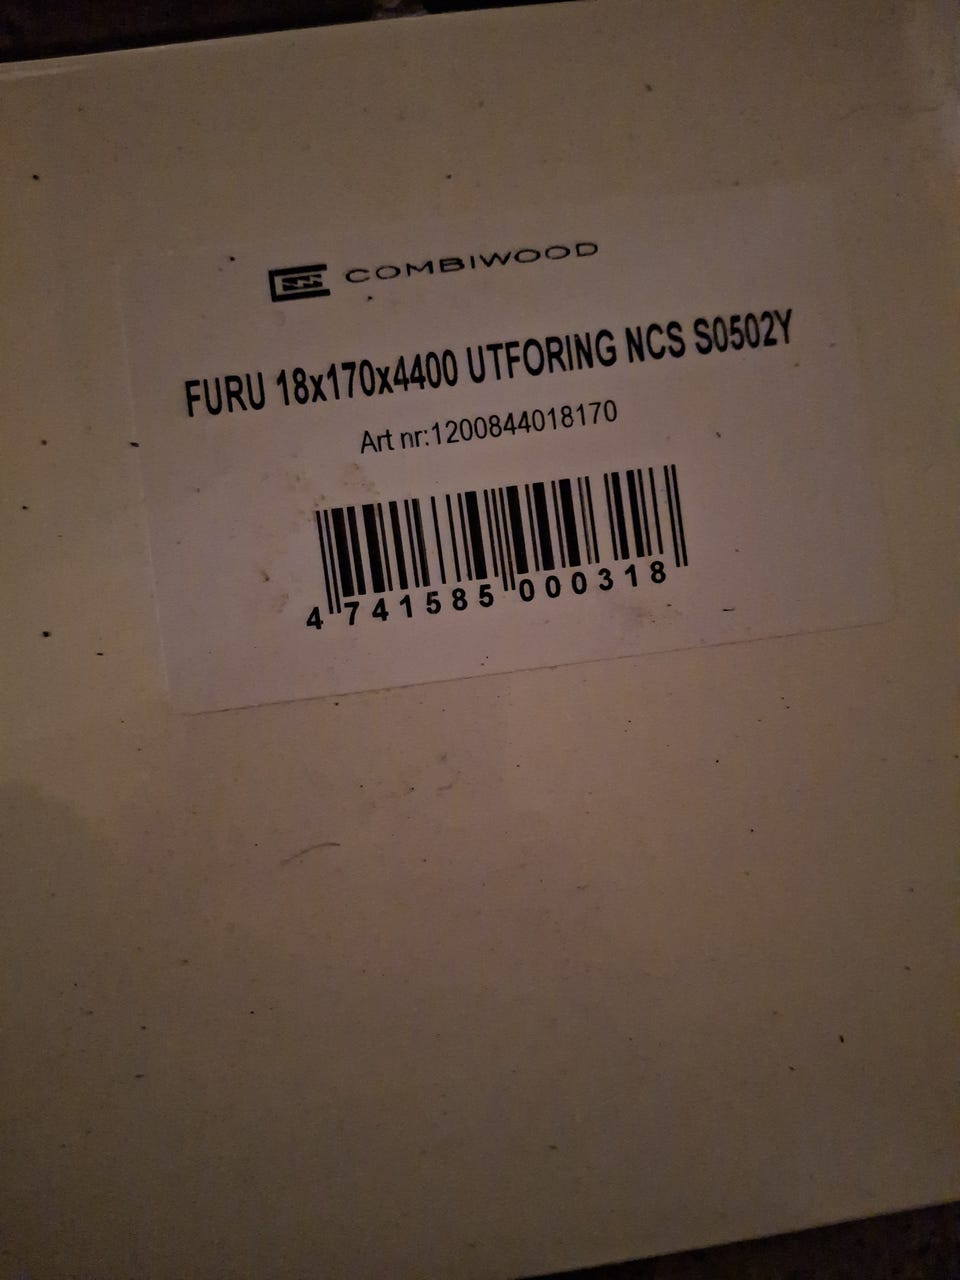 COMBIWOOD
FURU 18x170x4400 UTFORING NCS S0502Y
Art nr:1200844018170
4 741585 000318